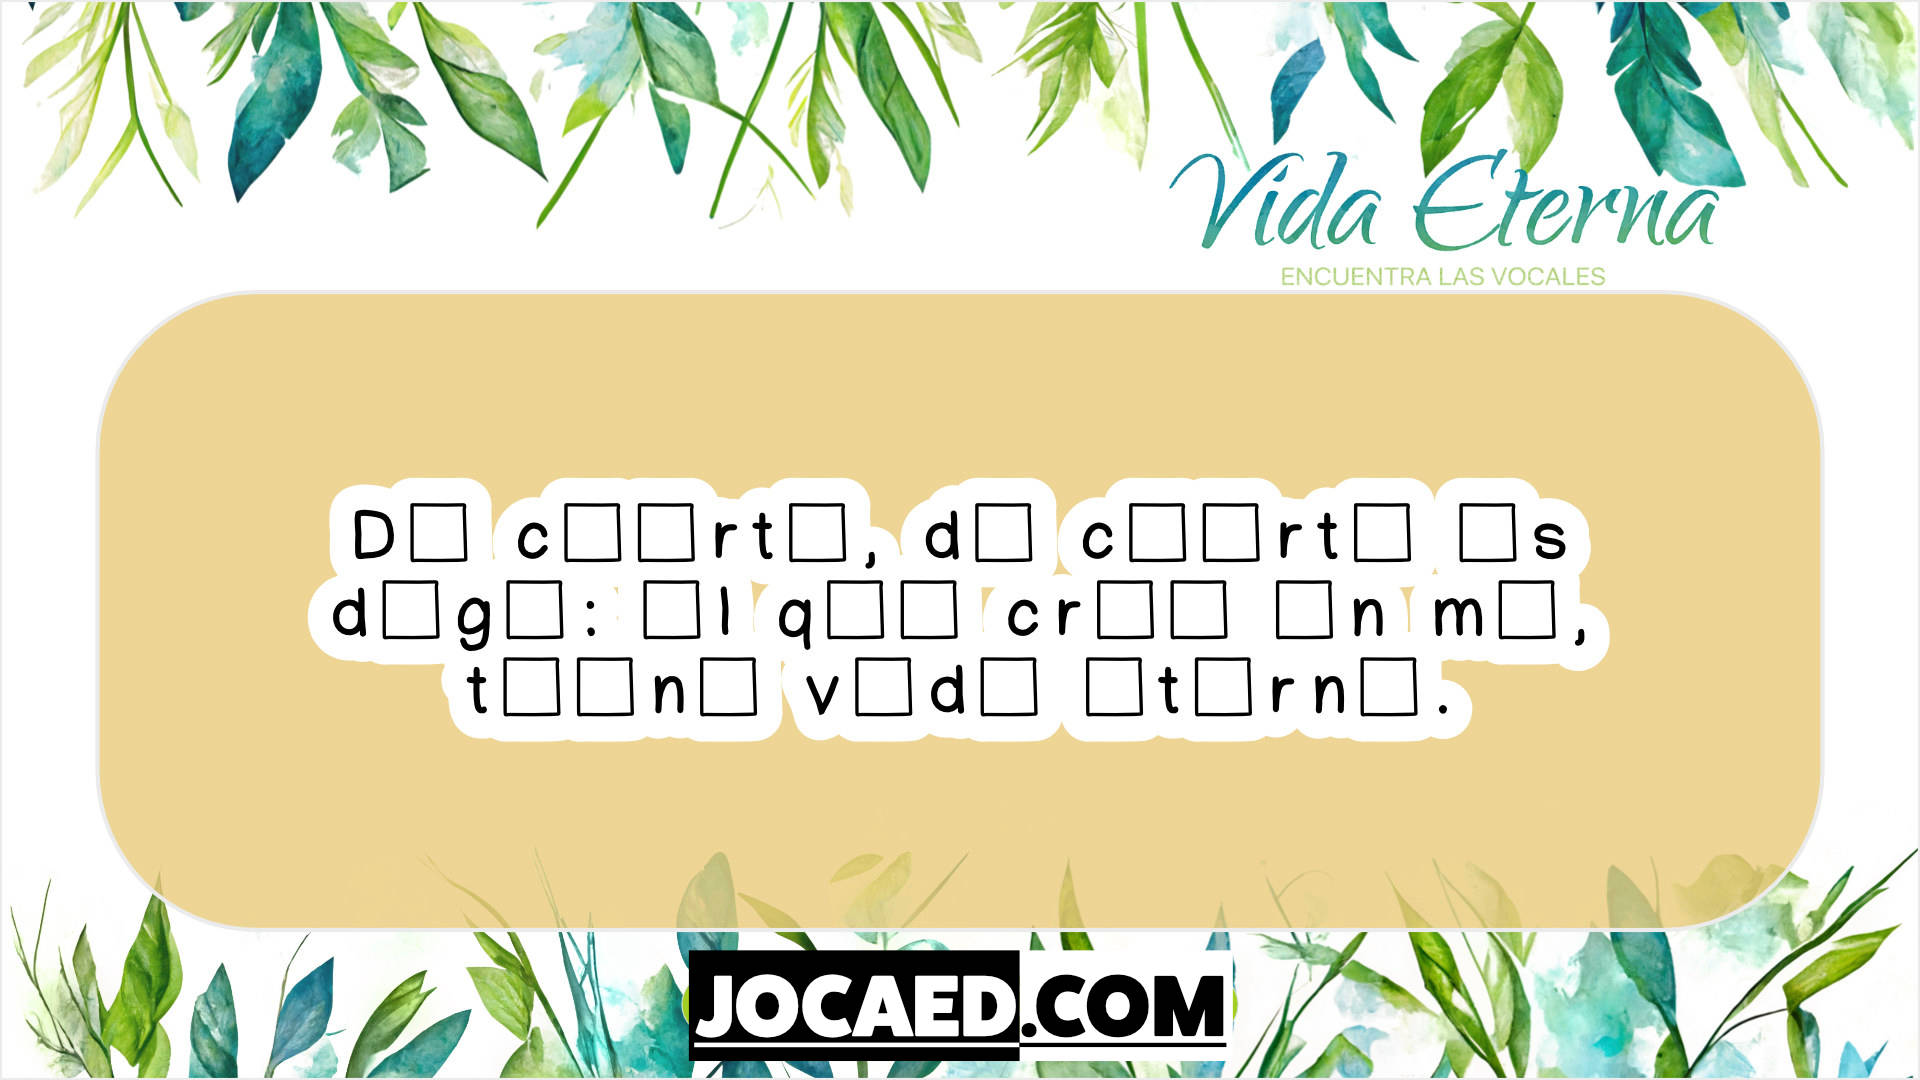 Vida Eterna
ENCUENTRA LAS VOCALES
D□ c□□rt□, d□ c□□rt□ □s
d□g□: □l q□□ cr□□ □n m□,
t□□n□ v□d□ □t□rn□.
JOCAED.COM